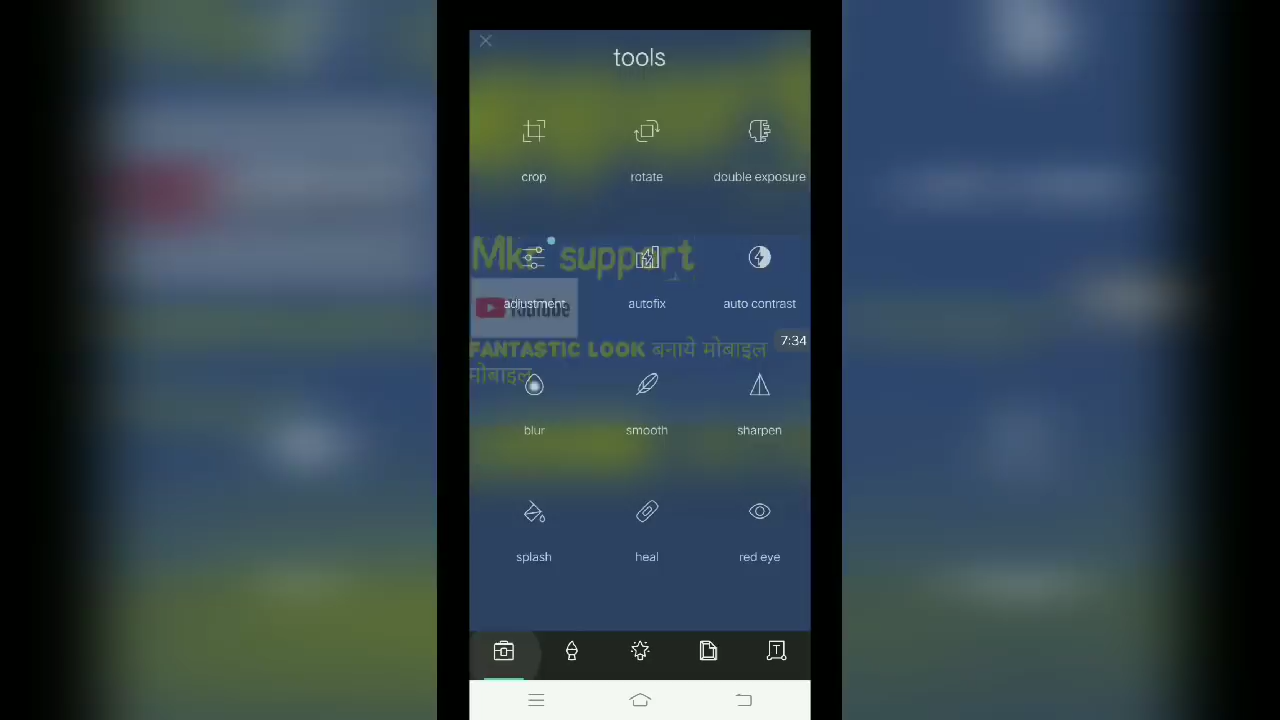 tools
crop rotate double exposure
Mkr support
adjustment autofix auto contrast
YouTube
7:34
FANTASTIC LOOK बनाये मोबाइल
मोबाइल
blur smooth sharpen
splash heal red eye
T